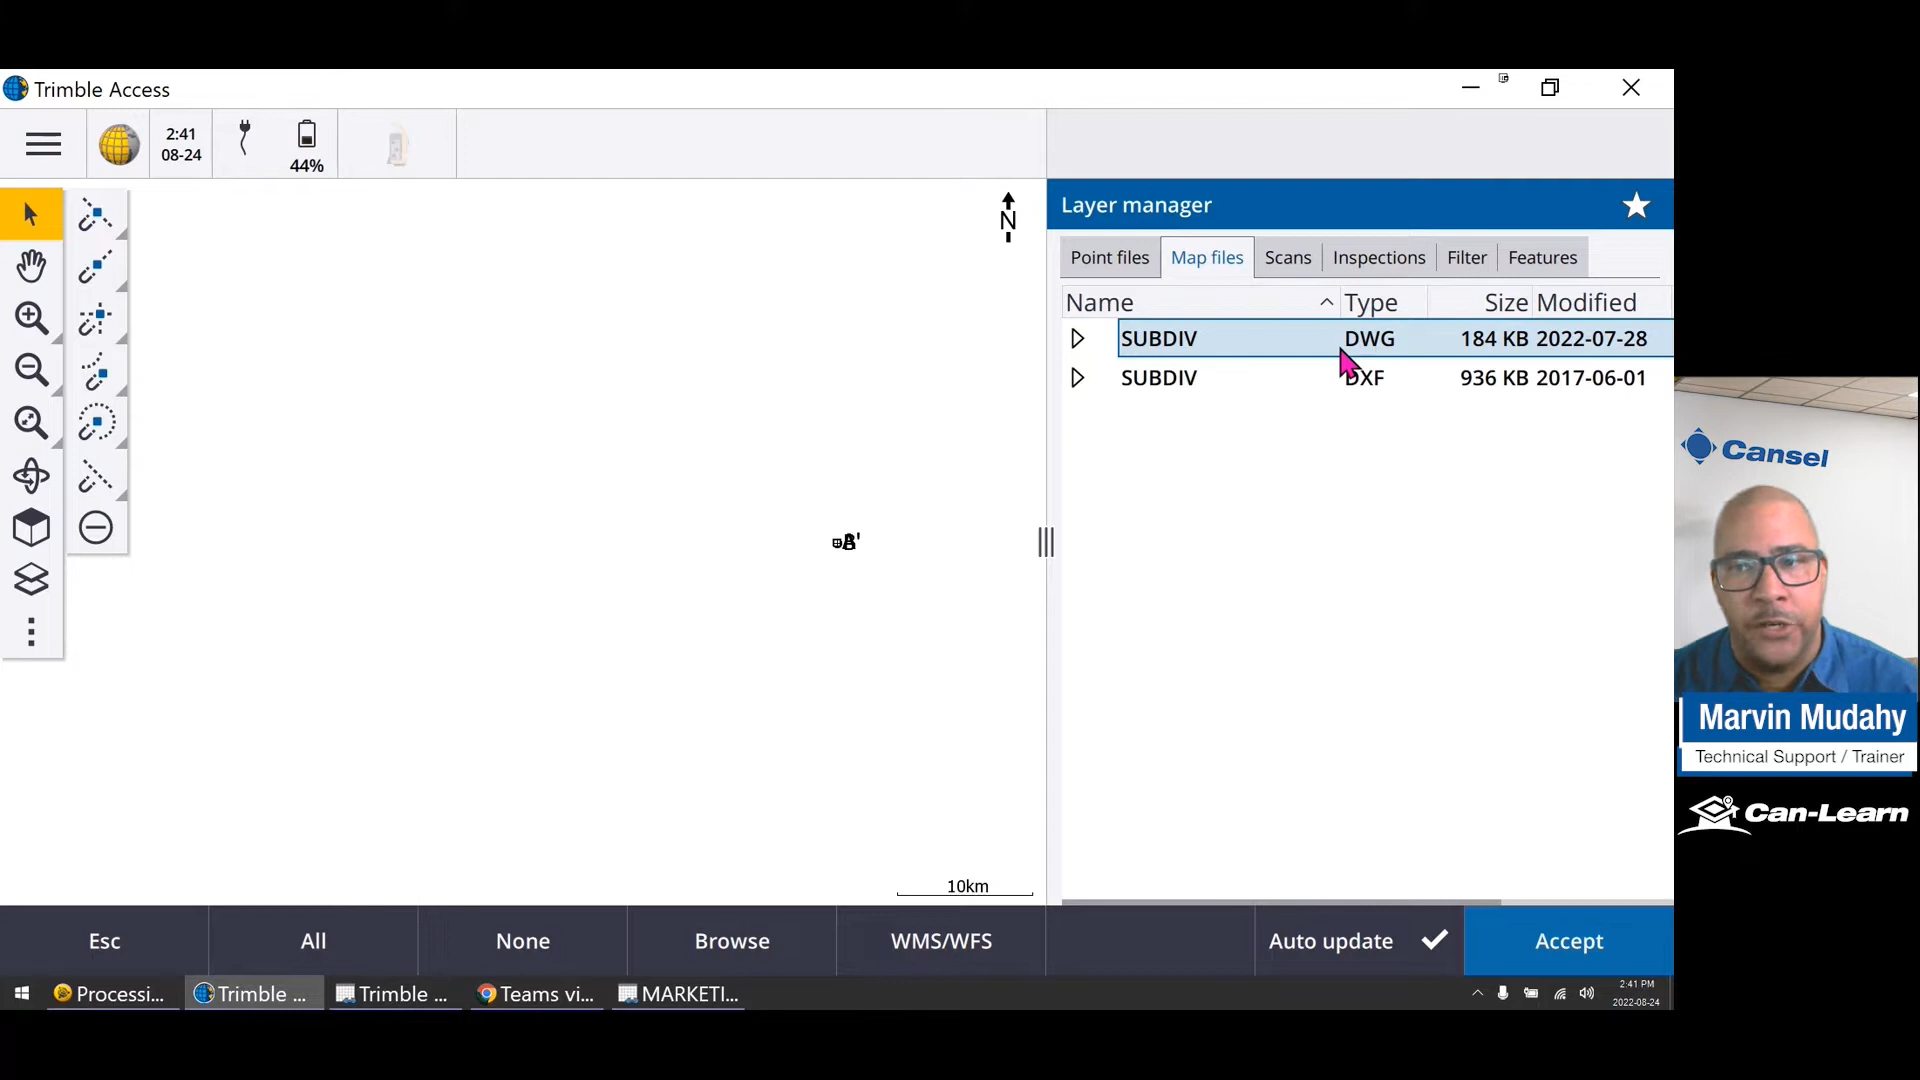 Trimble Access
2:41
08-24
44%
N
10km
Layer manager
Point files Map files Scans Inspections Filter Features
Name Type Size Modified
SUBDIV DWG 184 KB 2022-07-28
SUBDIV DXF 936 KB 2017-06-01
Esc All None Browse WMS/WFS Auto update Accept
Processi... Trimble ... Trimble ... Teams vi... MARKETI...
2:41 PM
2022-08-24
Cansel
Marvin Mudahy
Technical Support / Trainer
Can-Learn